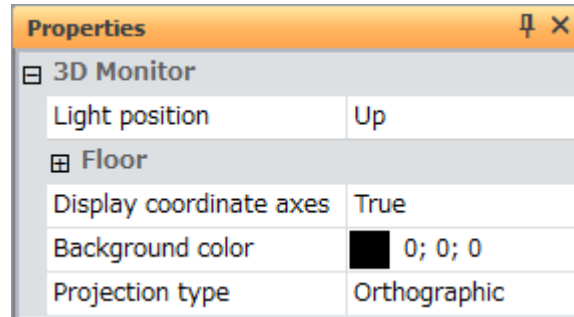 Properties
3D Monitor
Light position Up
Floor
Display coordinate axes True
Background color 0; 0; 0
Projection type Orthographic